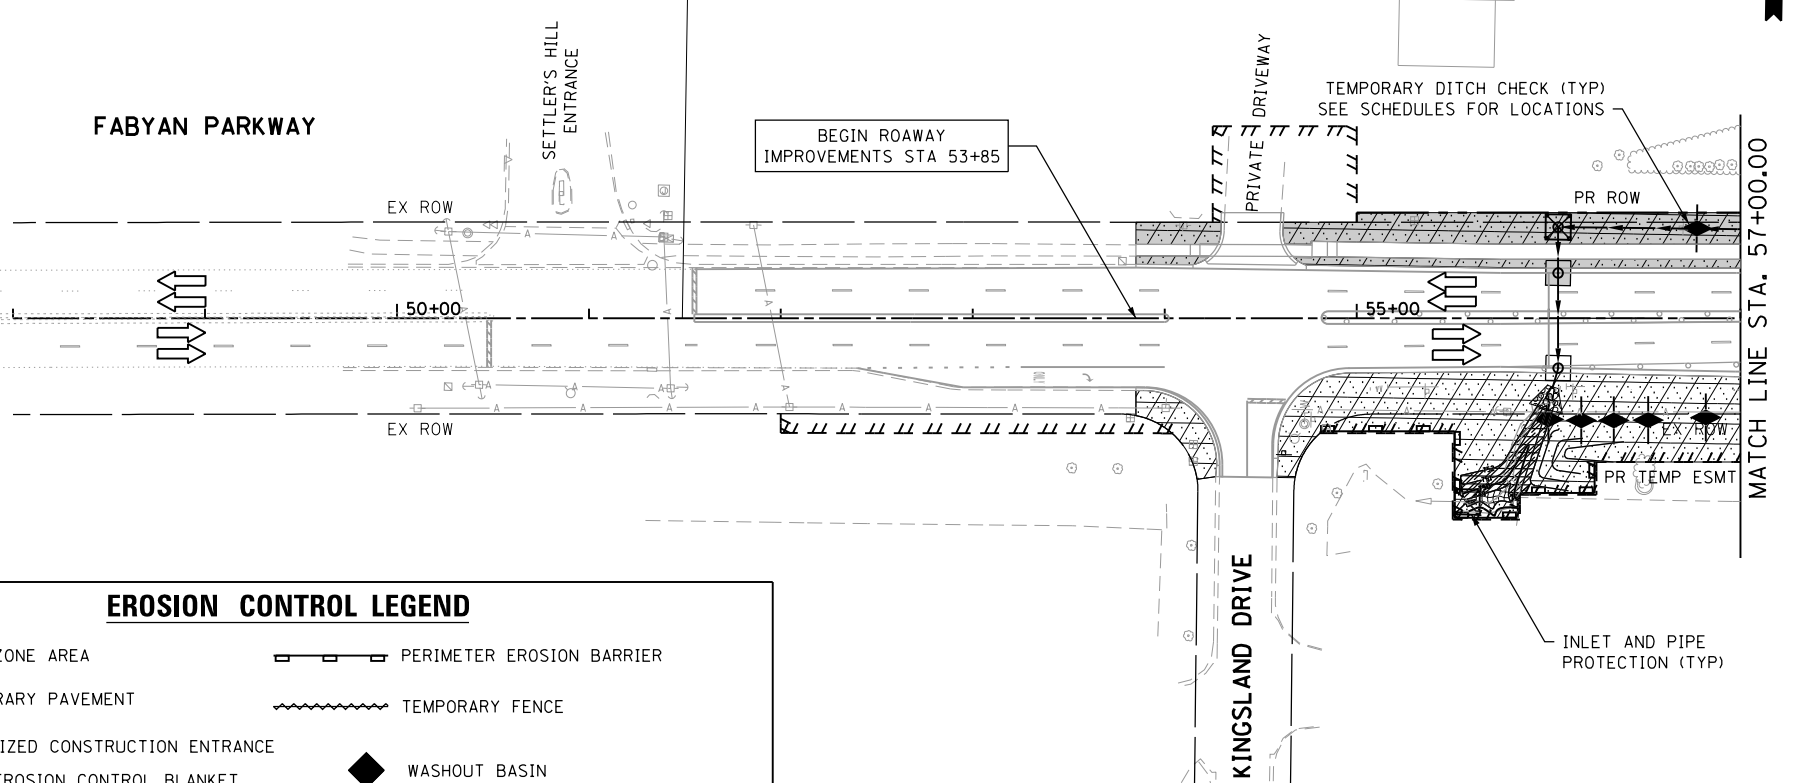 FABYAN PARKWAY
SETTLER'S HILL
ENTRANCE
BEGIN ROAWAY
IMPROVEMENTS STA 53+85
PRIVATE DRIVEWAY
TEMPORARY DITCH CHECK (TYP)
SEE SCHEDULES FOR LOCATIONS
EX ROW
PR ROW
50+00
55+00
MATCH LINE STA. 57+00.00
EX ROW
EX ROW
PR TEMP ESMT
KINGSLAND DRIVE
INLET AND PIPE
PROTECTION (TYP)
EROSION CONTROL LEGEND
ZONE AREA
PERIMETER EROSION BARRIER
RARY PAVEMENT
TEMPORARY FENCE
IZED CONSTRUCTION ENTRANCE
EROSION CONTROL BLANKET
WASHOUT BASIN